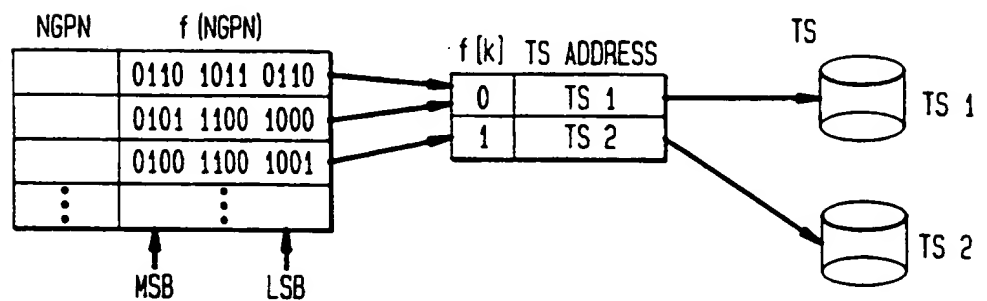 NGPN f (NGPN)
0110 1011 0110
0101 1100 1000
0100 1100 1001
MSB LSB
f [k] TS ADDRESS
0 TS 1
1 TS 2
TS
TS 1
TS 2